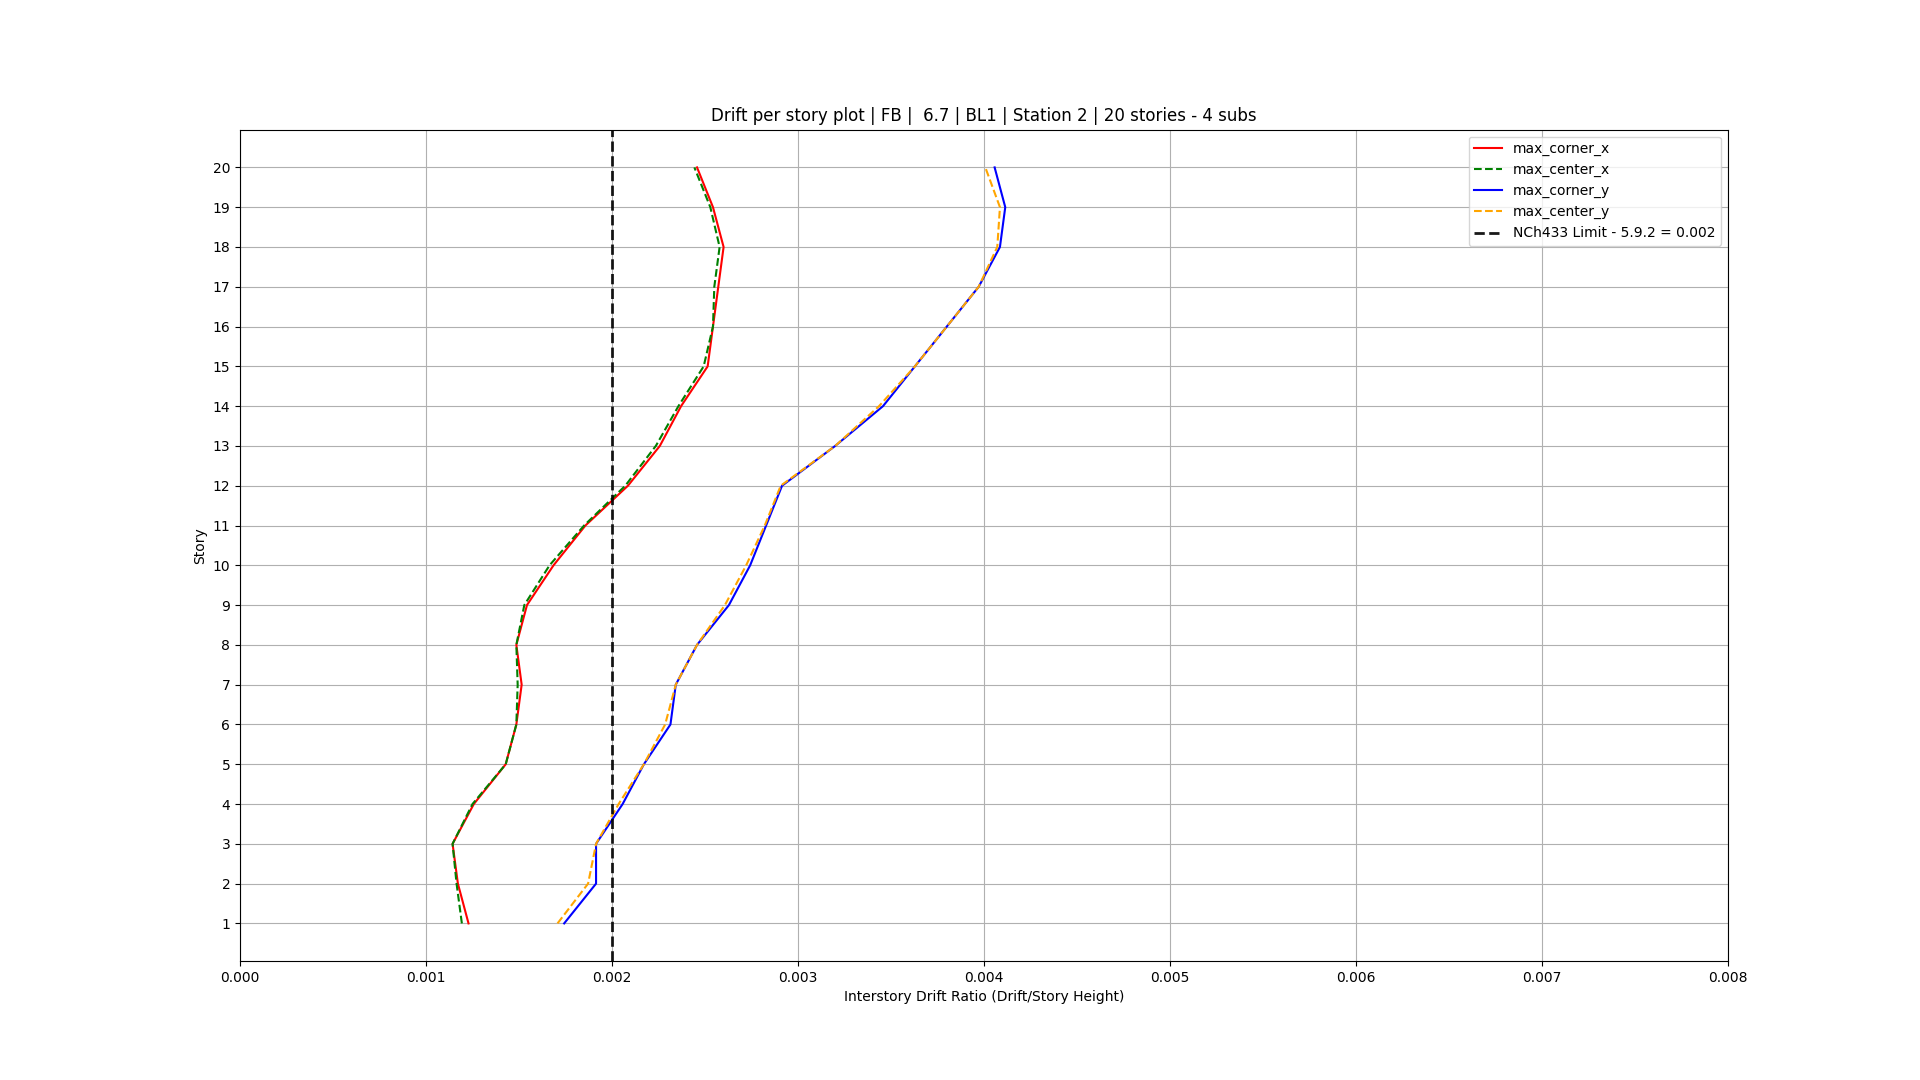 Drift per story plot | FB |  6.7 | BL1 | Station 2 | 20 stories - 4 subs
max_corner_x
max_center_x
max_corner_y
max_center_y
NCh433 Limit - 5.9.2 = 0.002
20
19
18
17
16
15
14
13
12
11
10
9
8
7
6
5
4
3
2
1
Story
0.000 0.001 0.002 0.003 0.004 0.005 0.006 0.007 0.008
Interstory Drift Ratio (Drift/Story Height)